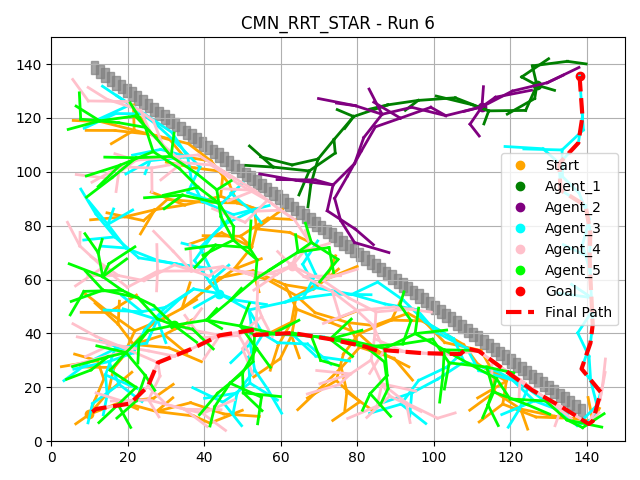 CMN_RRT_STAR - Run 6
140
120
100
80
60
40
20
0
0 20 40 60 80 100 120 140
Start
Agent_1
Agent_2
Agent_3
Agent_4
Agent_5
Goal
Final Path